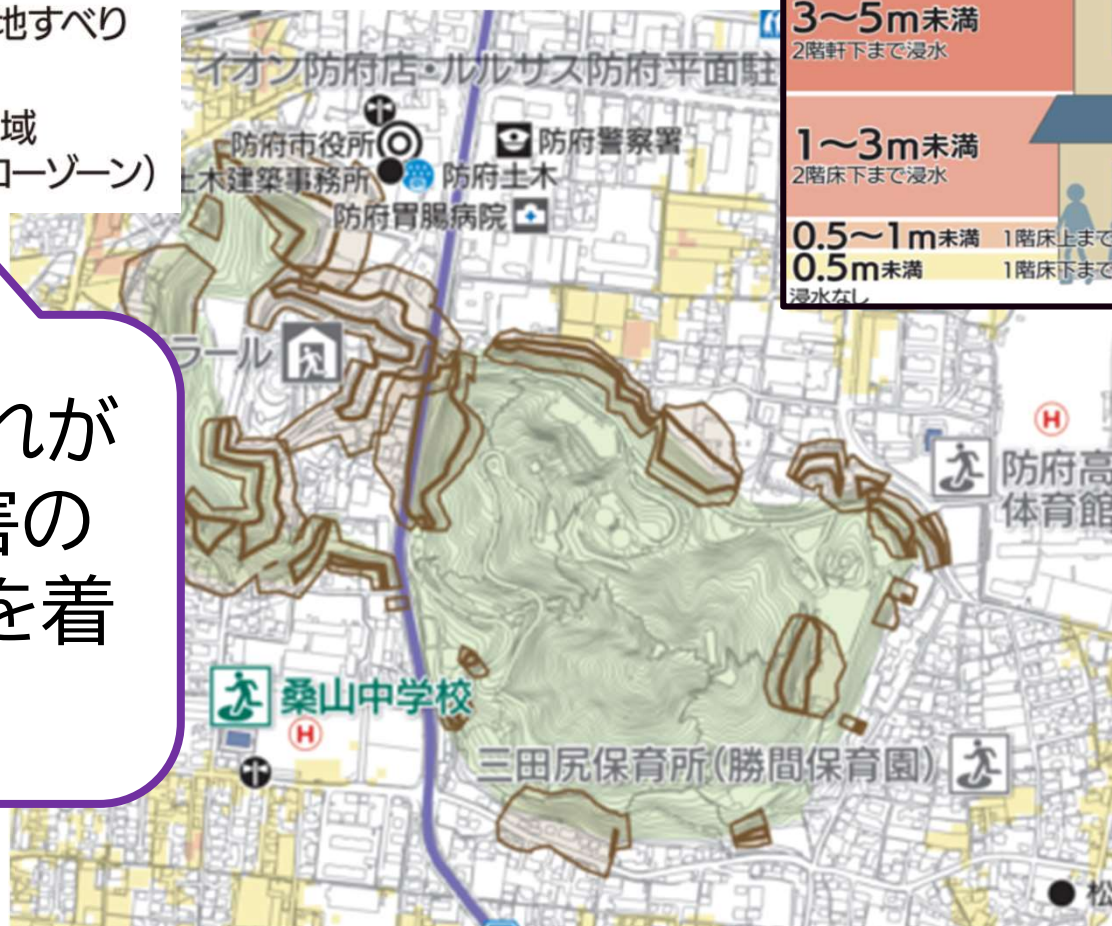 地すべり
域
ローゾーン）
3～5m未満
2階軒下まで浸水
1～3m未満
2階床下まで浸水
0.5～1m未満 1階床上まで
0.5m未満 1階床下まで
浸水なし
イオン防府店・ルルサス防府平面駐
防府市役所
防府警察署
土木建築事務所
防府土木
防府胃腸病院
ラール
れが
害の
を着
H
防府高
体育館
桑山中学校
H
三田尻保育所（勝間保育園）
松